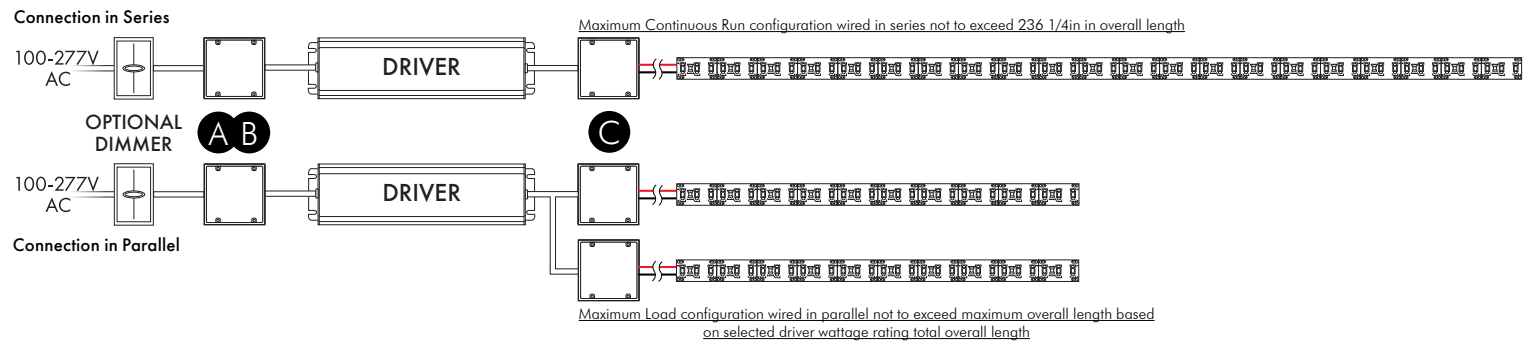 Connection in Series
Maximum Continuous Run configuration wired in series not to exceed 236 1/4in in overall length
100-277V
AC
DRIVER
OPTIONAL
DIMMER
A B
C
100-277V
AC
DRIVER
Connection in Parallel
Maximum Load configuration wired in parallel not to exceed maximum overall length based
on selected driver wattage rating total overall length